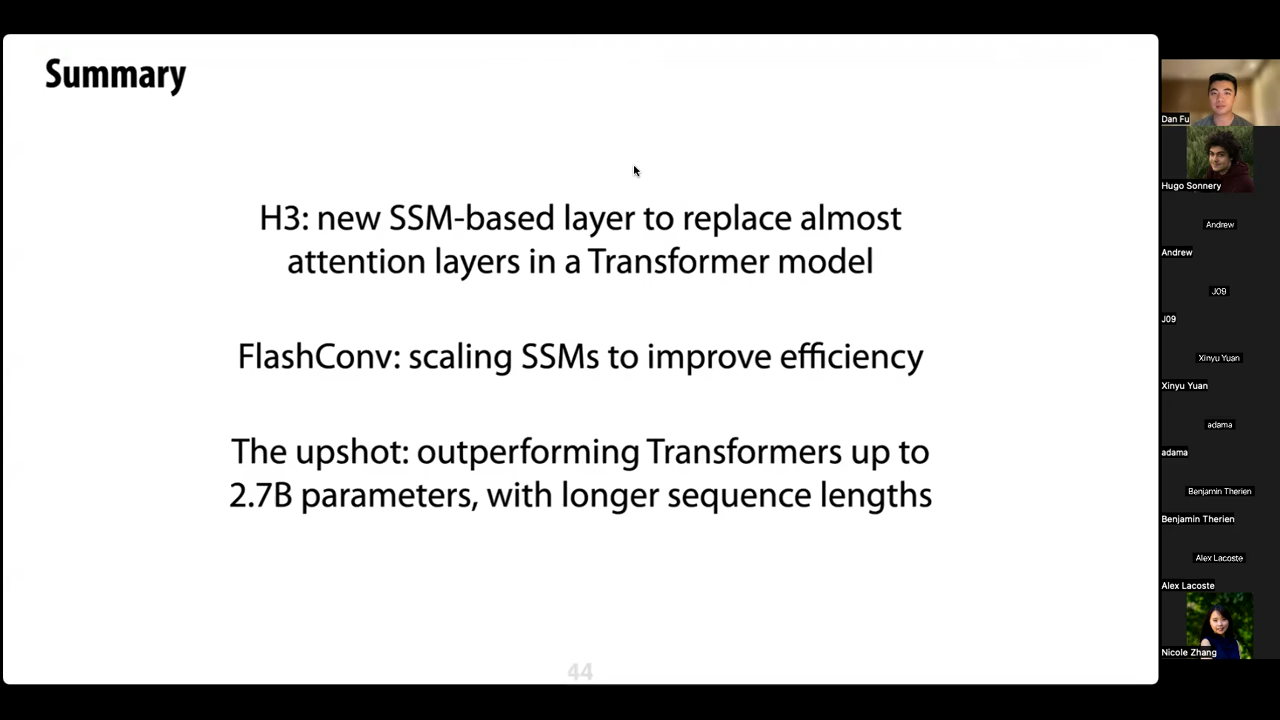 Summary
H3: new SSM-based layer to replace almost
attention layers in a Transformer model
FlashConv: scaling SSMs to improve efficiency
The upshot: outperforming Transformers up to
2.7B parameters, with longer sequence lengths
44
Dan Fu
Hugo Sonnery
Andrew
Andrew
J09
J09
Xinyu Yuan
Xinyu Yuan
adama
adama
Benjamin Therien
Benjamin Therien
Alex Lacoste
Alex Lacoste
Nicole Zhang